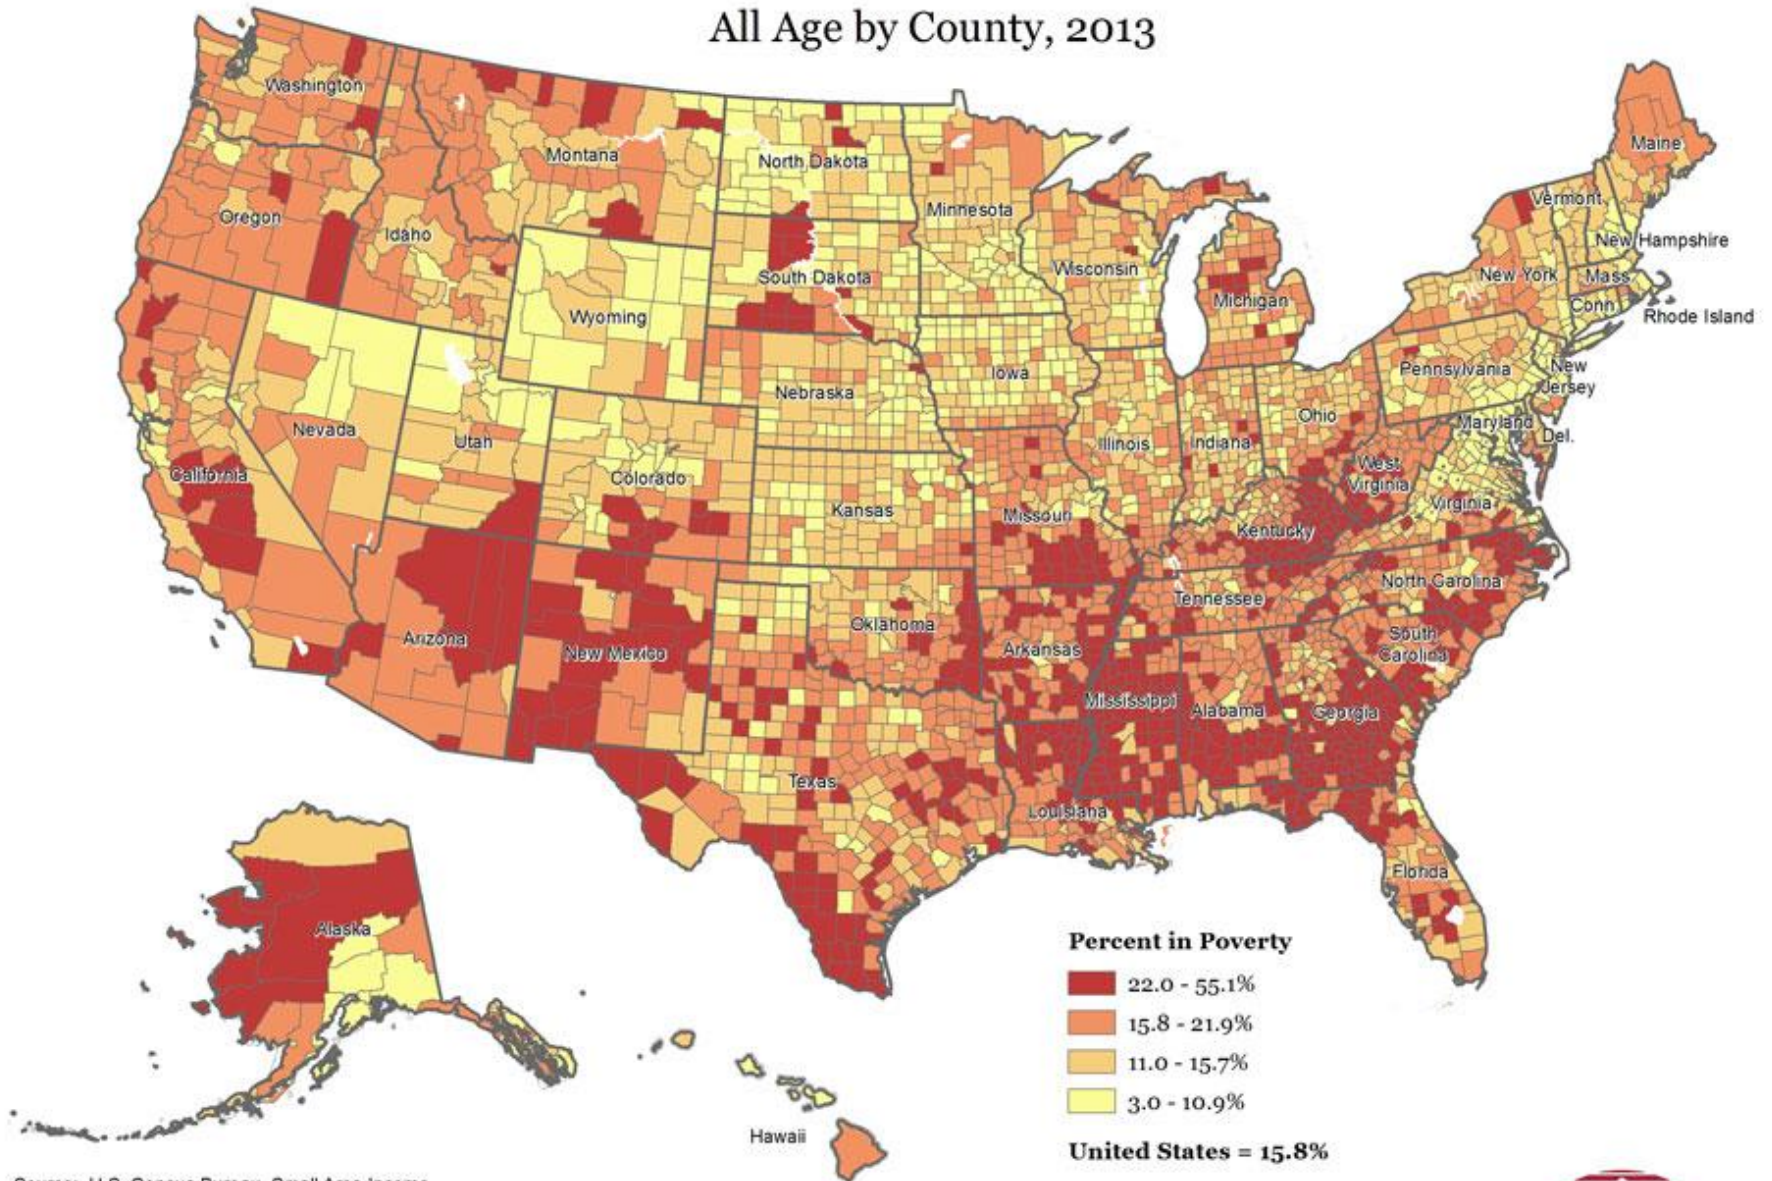 All Age by County, 2013
Washington
Montana
North Dakota
Minnesota
Maine
Vermont
New Hampshire
Oregon
Idaho
Wisconsin
Michigan
New York
Mass.
Conn
Rhode Island
South Dakota
Wyoming
Nebraska
Iowa
Pennsylvania
New
Jersey
Nevada
Utah
Colorado
Illinois
Indiana
Ohio
Maryland
Del.
California
Kansas
Missouri
West
Virginia
Virginia
Kentucky
Arizona
New Mexico
Oklahoma
Arkansas
Tennessee
North Carolina
South
Carolina
Mississippi
Alabama
Georgia
Texas
Louisiana
Florida
Alaska
Hawaii
Percent in Poverty
22.0 - 55.1%
15.8 - 21.9%
11.0 - 15.7%
3.0 - 10.9%
United States = 15.8%